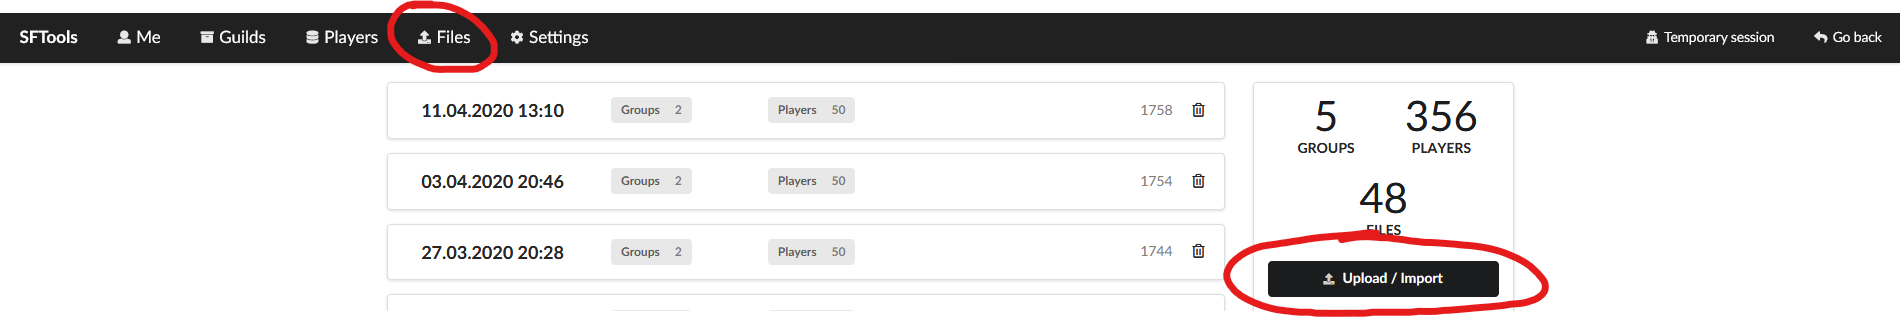 SFTools Me Guilds Players Files Settings Temporary session Go back
11.04.2020 13:10 Groups 2 Players 50 1758
03.04.2020 20:46 Groups 2 Players 50 1754
27.03.2020 20:28 Groups 2 Players 50 1744
5 356
GROUPS PLAYERS
48
FILES
Upload / Import